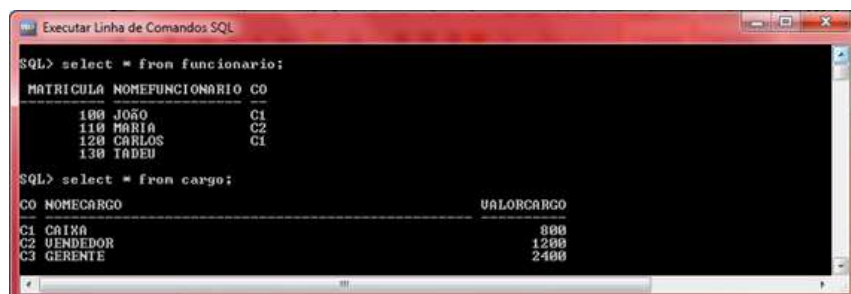 Executar Linha de Comandos SQL
SQL> select * from funcionario;
MATRICULA NOMEFUNCIONARIO CO
100 JOãO C1
110 MARIA C2
120 CARLOS C1
130 TADEU
SQL> select * from cargo;
CO NOMECARGO VALORCARGO
C1 CAIXA 800
C2 VENDEDOR 1200
C3 GERENTE 2400